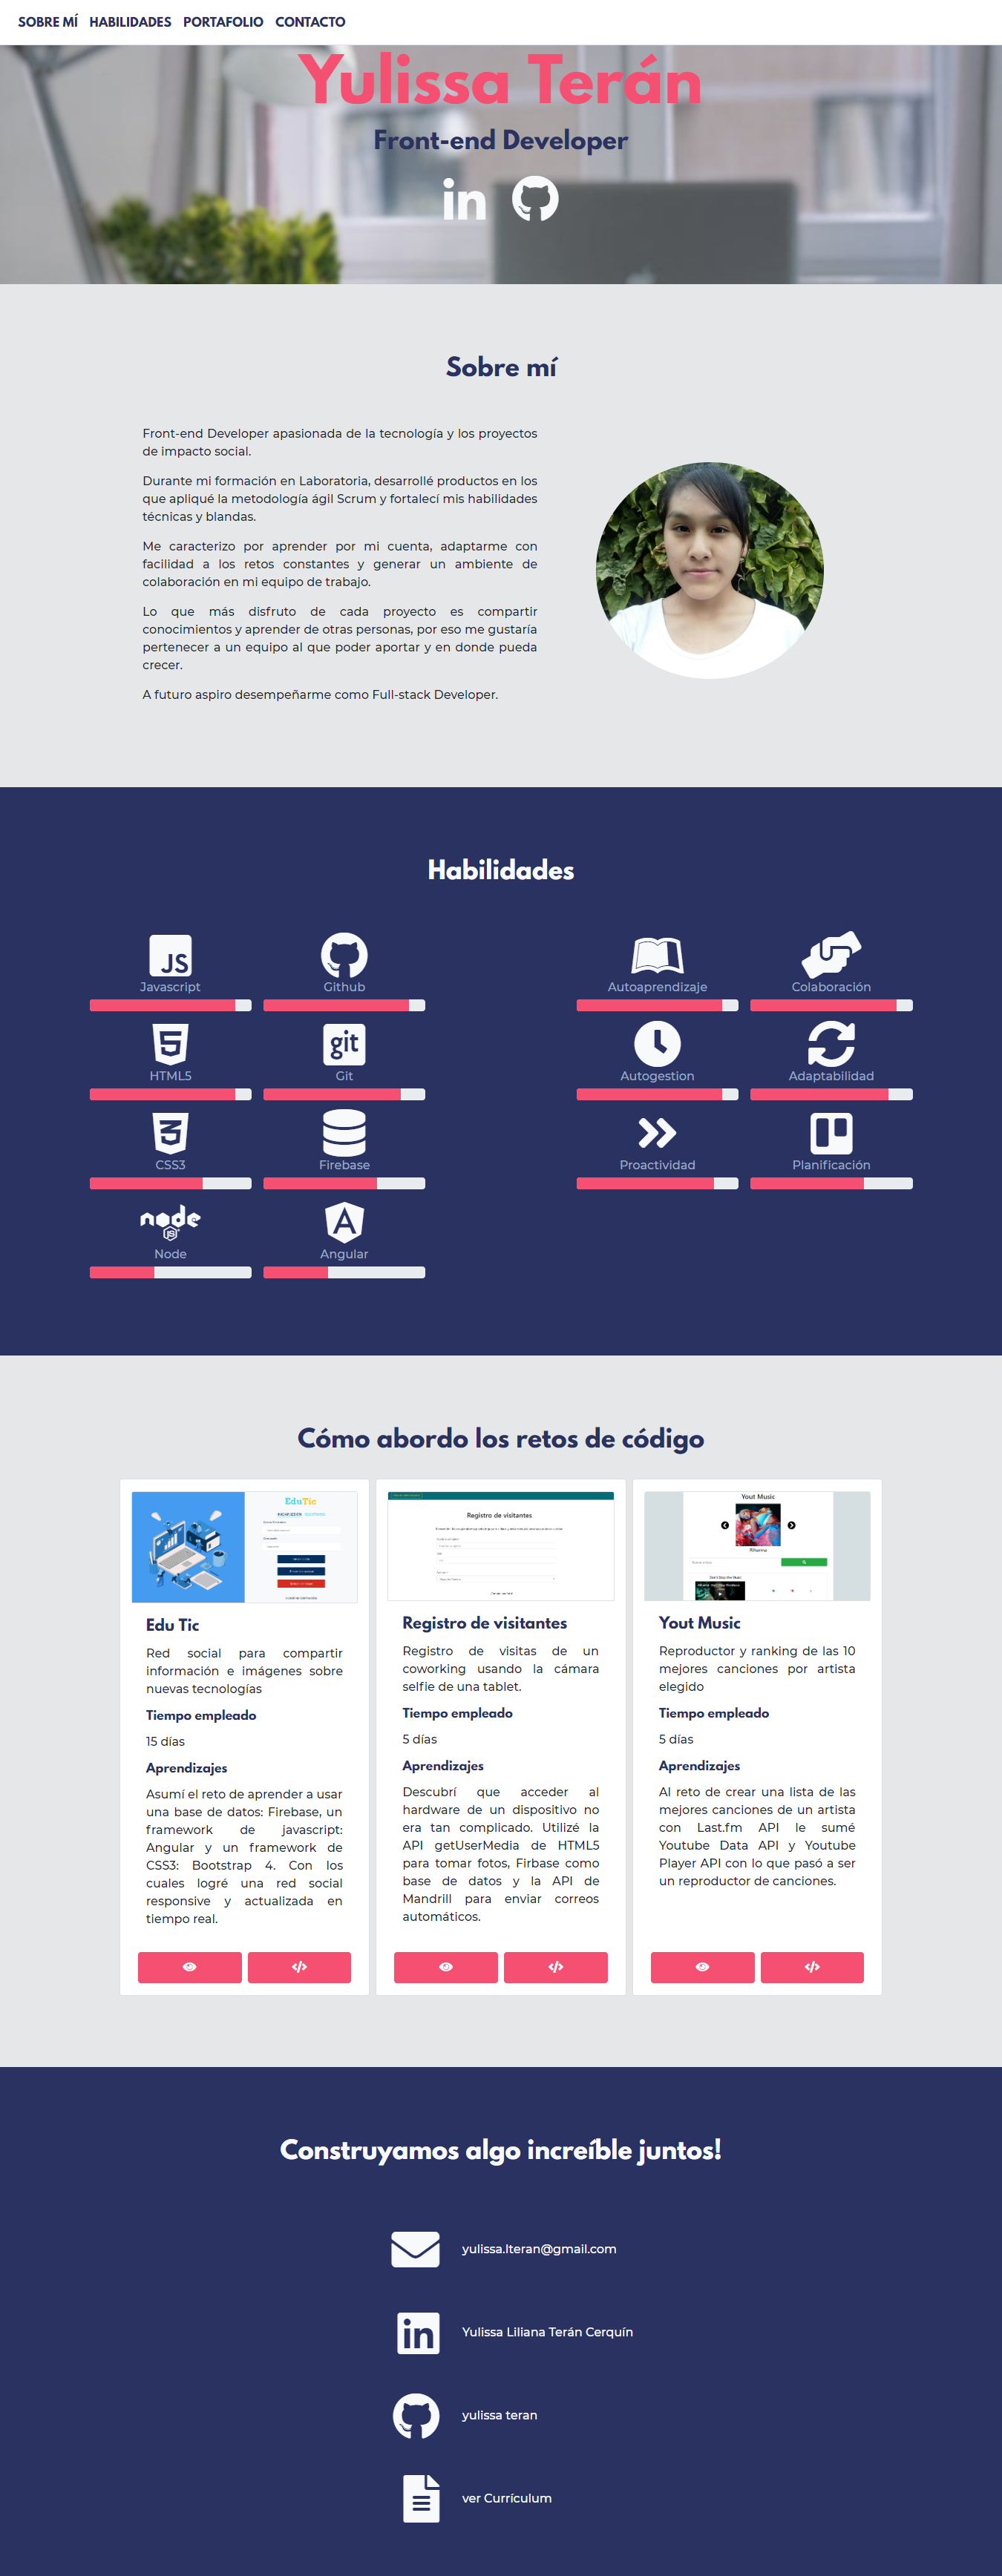 SOBRE MÍ HABILIDADES PORTAFOLIO CONTACTO
Yulissa Terán
Front-end Developer
in
Sobre mí
Front-end Developer apasionada de la tecnología y los proyectos
de impacto social.
Durante mi formación en Laboratoria, desarrollé productos en los
que apliqué la metodología ágil Scrum y fortalecí mis habilidades
técnicas y blandas.
Me caracterizo por aprender por mi cuenta, adaptarme con
facilidad a los retos constantes y generar un ambiente de
colaboración en mi equipo de trabajo.
Lo que más disfruto de cada proyecto es compartir
conocimientos y aprender de otras personas, por eso me gustaría
pertenecer a un equipo al que poder aportar y en donde pueda
crecer.
A futuro aspiro desempeñarme como Full-stack Developer.
Habilidades
JS
Javascript
Github
HTML5
git
Git
CSS3
Firebase
node
JS
Node
A
Angular
Autoaprendizaje
Colaboración
Autogestion
Adaptabilidad
Proactividad
Planificación
Cómo abordo los retos de código
EduTic
Edu Tic
Red social para compartir
información e imágenes sobre
nuevas tecnologías
Tiempo empleado
15 días
Aprendizajes
Asumí el reto de aprender a usar
una base de datos: Firebase, un
framework de javascript:
Angular y un framework de
CSS3: Bootstrap 4. Con los
cuales logré una red social
responsive y actualizada en
tiempo real.
Registro de visitantes
Registro de visitantes
Registro de visitas de un
coworking usando la cámara
selfie de una tablet.
Tiempo empleado
5 días
Aprendizajes
Descubrí que acceder al
hardware de un dispositivo no
era tan complicado. Utilizé la
API getUserMedia de HTML5
para tomar fotos, Firbase como
base de datos y la API de
Mandrill para enviar correos
automáticos.
Yout Music
Rihanna
Yout Music
Reproductor y ranking de las 10
mejores canciones por artista
elegido
Tiempo empleado
5 días
Aprendizajes
Al reto de crear una lista de las
mejores canciones de un artista
con Last.fm API le sumé
Youtube Data API y Youtube
Player API con lo que pasó a ser
un reproductor de canciones.
Construyamos algo increíble juntos!
yulissa.lteran@gmail.com
in
Yulissa Liliana Terán Cerquín
yulissa teran
ver Currículum